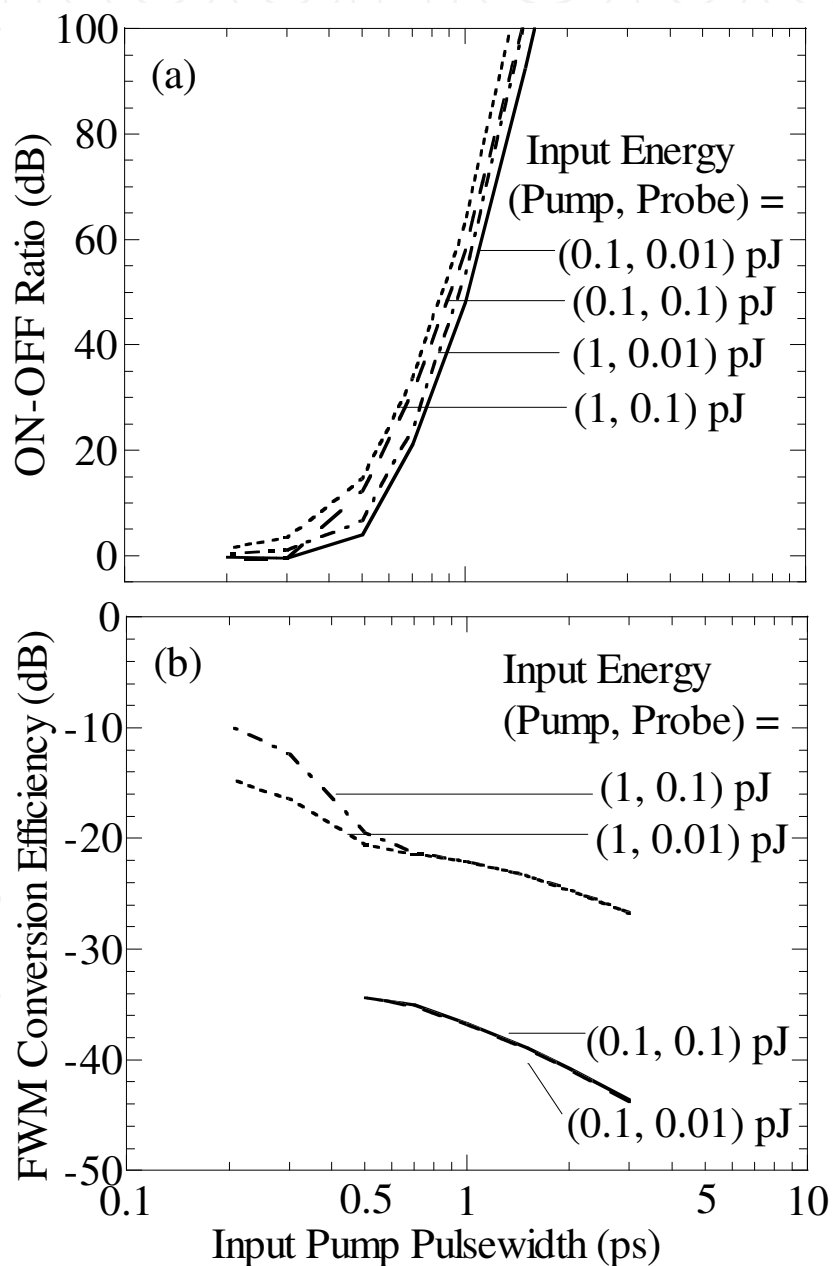 (a)
100
80
60
40
20
0
ON-OFF Ratio (dB)
Input Energy
(Pump, Probe) =
(0.1, 0.01) pJ
(0.1, 0.1) pJ
(1, 0.01) pJ
(1, 0.1) pJ
(b)
0
-10
-20
-30
-40
-50
FWM Conversion Efficiency (dB)
Input Energy
(Pump, Probe) =
(1, 0.1) pJ
(1, 0.01) pJ
(0.1, 0.1) pJ
(0.1, 0.01) pJ
0.1 0.5 1 5 10
Input Pump Pulsewidth (ps)